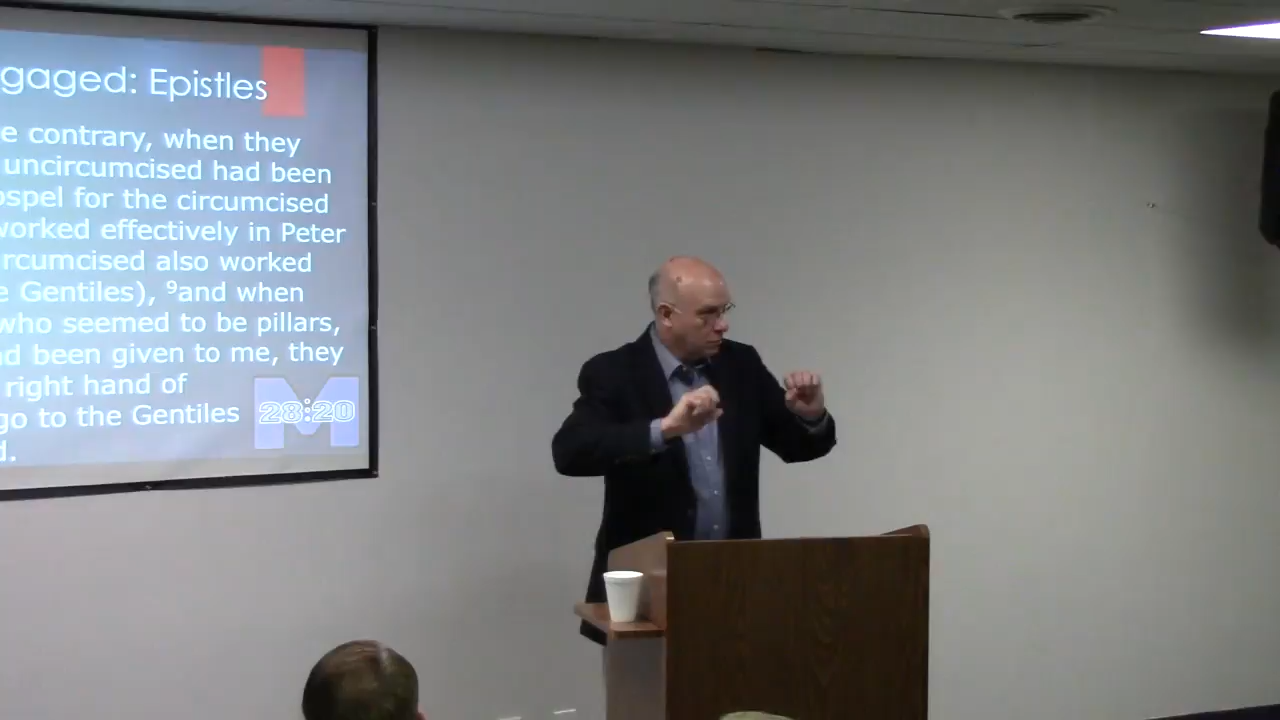 gaged: Epistles
e contrary, when they
uncircumcised had been
ospel for the circumcised
worked effectively in Peter
rcumcised also worked
e Gentiles), ⁹and when
who seemed to be pillars,
ad been given to me, they
right hand of
go to the Gentiles
d.
M
28:20